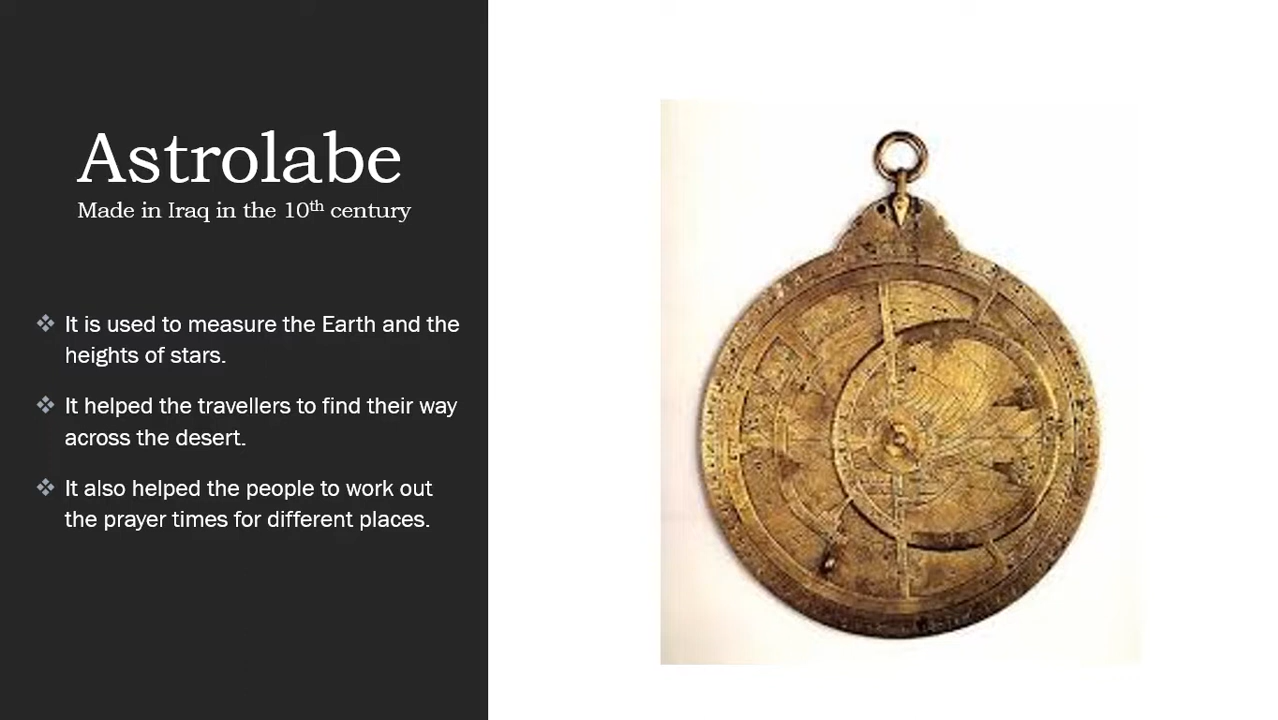 Astrolabe
Made in Iraq in the 10th century
❖ It is used to measure the Earth and the
heights of stars.
❖ It helped the travellers to find their way
across the desert.
❖ It also helped the people to work out
the prayer times for different places.